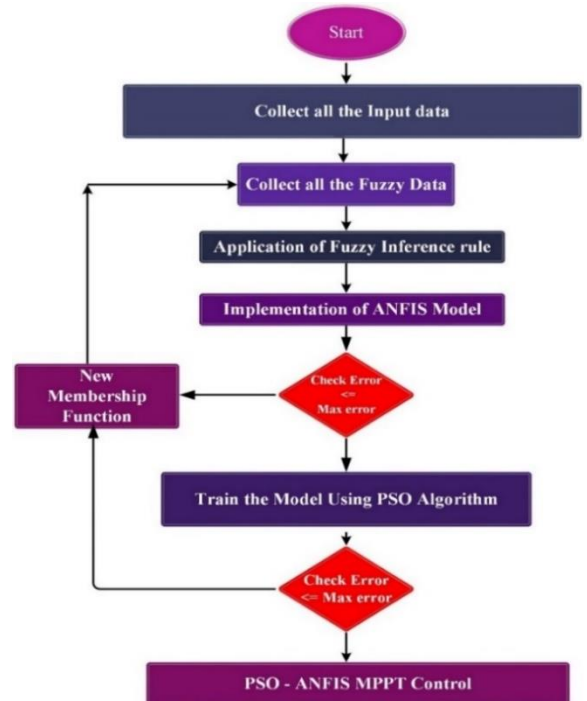 Start
Collect all the Input data
Collect all the Fuzzy Data
Application of Fuzzy Inference rule
Implementation of ANFIS Model
New
Membership
Function
Check Error
<=
Max error
Train the Model Using PSO Algorithm
Check Error
<= Max error
PSO - ANFIS MPPT Control